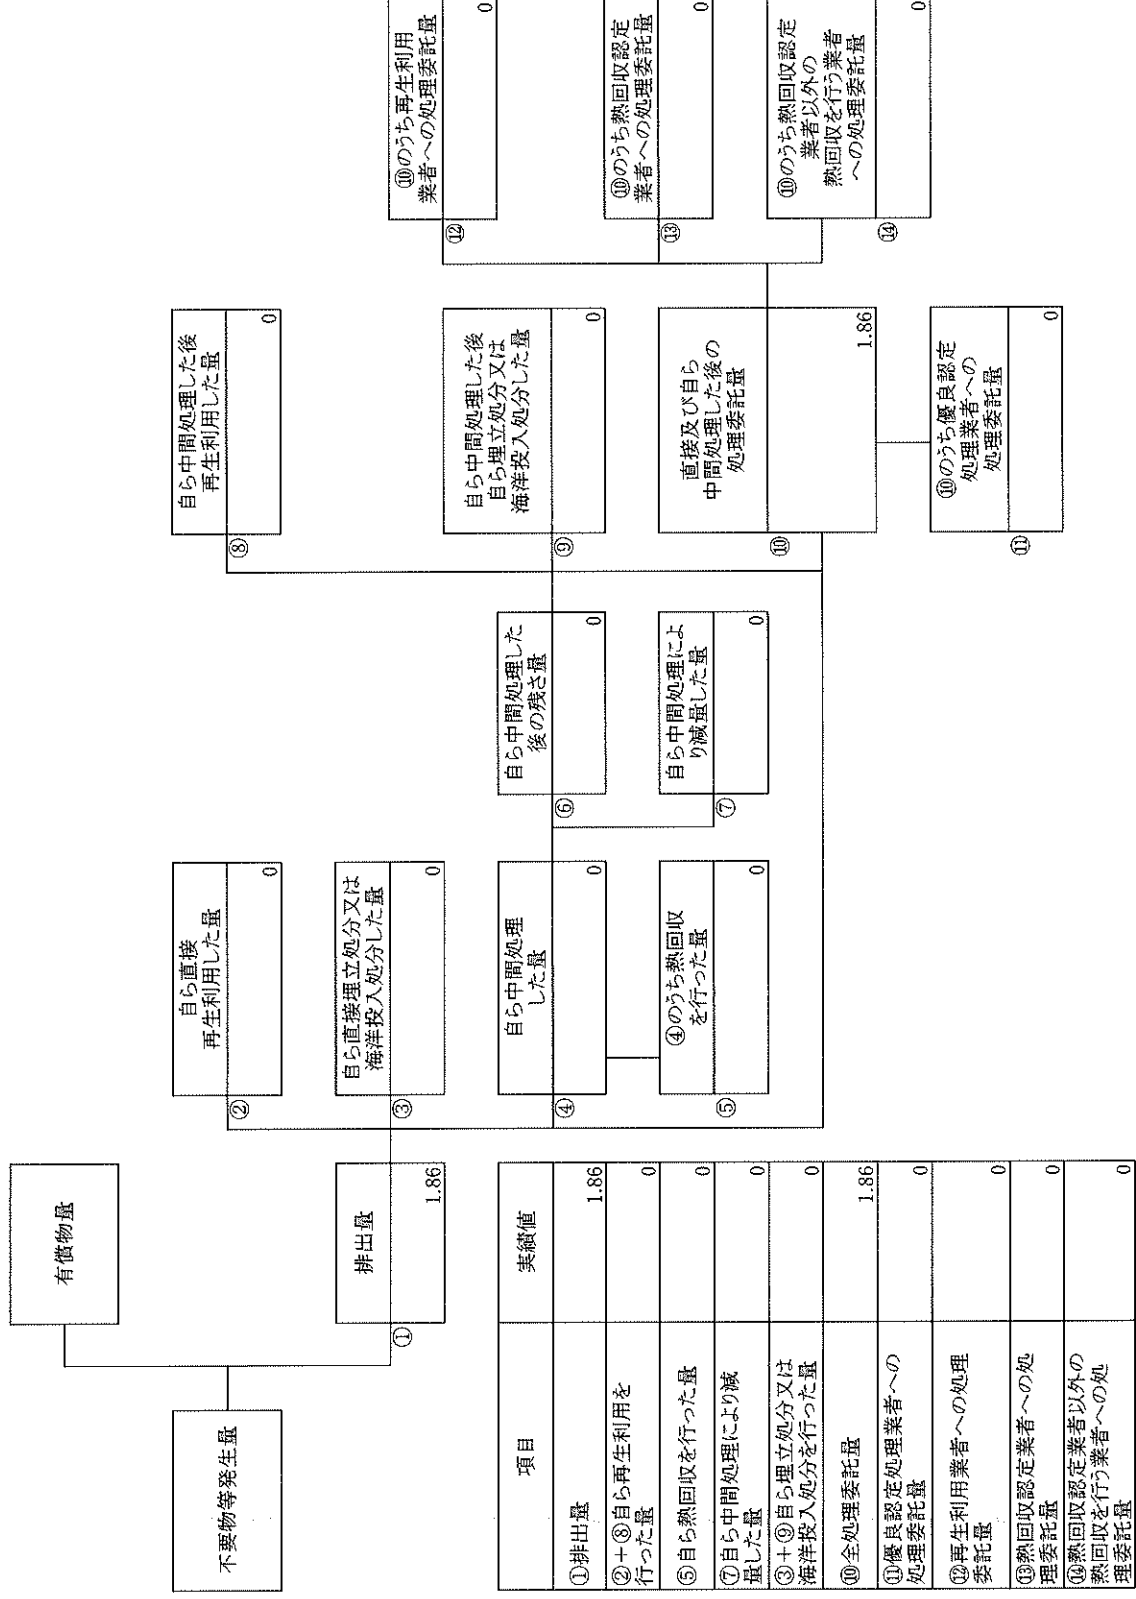 不要物等発生量
有償物量
排出量
①
1.86
自ら直接
再生利用した量
②
0
自ら直接埋立処分又は
海洋投入処分した量
③
0
自ら中間処理
した量
④
0
④のうち熱回収
を行った量
⑤
0
自ら中間処理した
後の残さ量
⑥
0
自ら中間処理によ
り減量した量
⑦
0
自ら中間処理した後
再生利用した量
⑧
0
自ら中間処理した後
自ら埋立処分又は
海洋投入処分した量
⑨
0
直接及び自ら
中間処理した後の
処理委託量
⑩
1.86
⑩のうち優良認定
処理業者への
処理委託量
⑪
0
⑩のうち再生利用
業者への処理委託量
⑫
0
⑩のうち熱回収認定
業者への処理委託量
⑬
0
⑩のうち熱回収認定
業者以外の
熱回収を行う業者
への処理委託量
⑭
0
項目 実績値
①排出量 1.86
②+⑧自ら再生利用を
行った量 0
⑤自ら熱回収を行った量 0
⑦自ら中間処理により減
量した量 0
③+⑨自ら埋立処分又は
海洋投入処分を行った量 0
⑩全処理委託量 1.86
⑪優良認定処理業者への
処理委託量 0
⑫再生利用業者への処理
委託量 0
⑬熱回収認定業者への処
理委託量 0
⑭熱回収認定業者以外の
熱回収を行う業者への処
理委託量 0